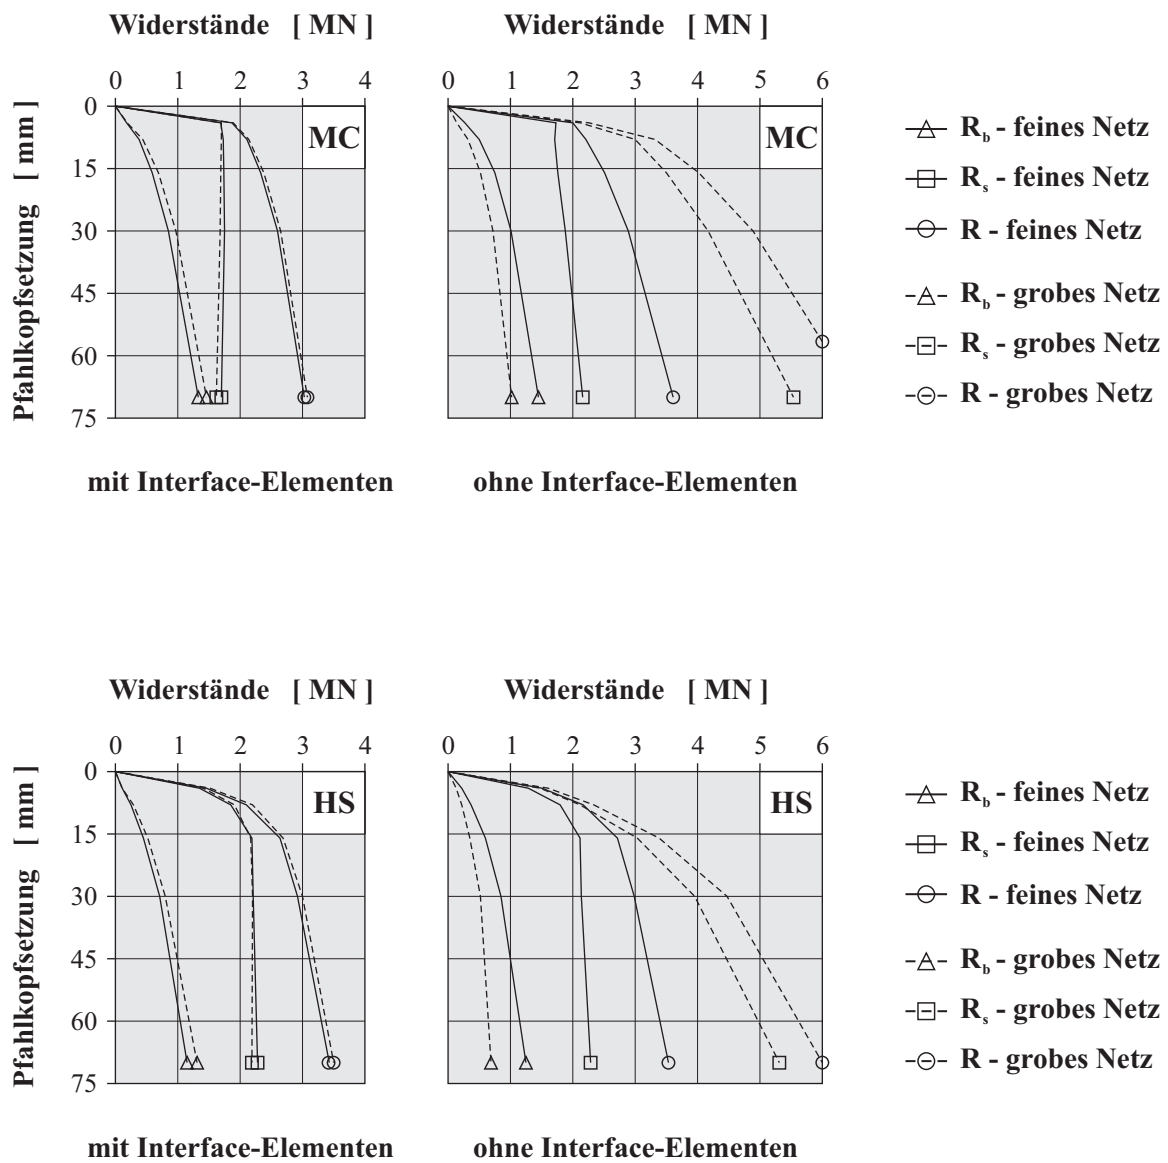 Widerstände [ MN ] Widerstände [ MN ]
0 1 2 3 4 0 1 2 3 4 5 6
Pfahlkopfsetzung [ mm ]
0
15
30
45
60
75
MC MC
R_b - feines Netz
R_s - feines Netz
R - feines Netz
R_b - grobes Netz
R_s - grobes Netz
R - grobes Netz
mit Interface-Elementen ohne Interface-Elementen
Widerstände [ MN ] Widerstände [ MN ]
0 1 2 3 4 0 1 2 3 4 5 6
Pfahlkopfsetzung [ mm ]
0
15
30
45
60
75
HS HS
R_b - feines Netz
R_s - feines Netz
R - feines Netz
R_b - grobes Netz
R_s - grobes Netz
R - grobes Netz
mit Interface-Elementen ohne Interface-Elementen